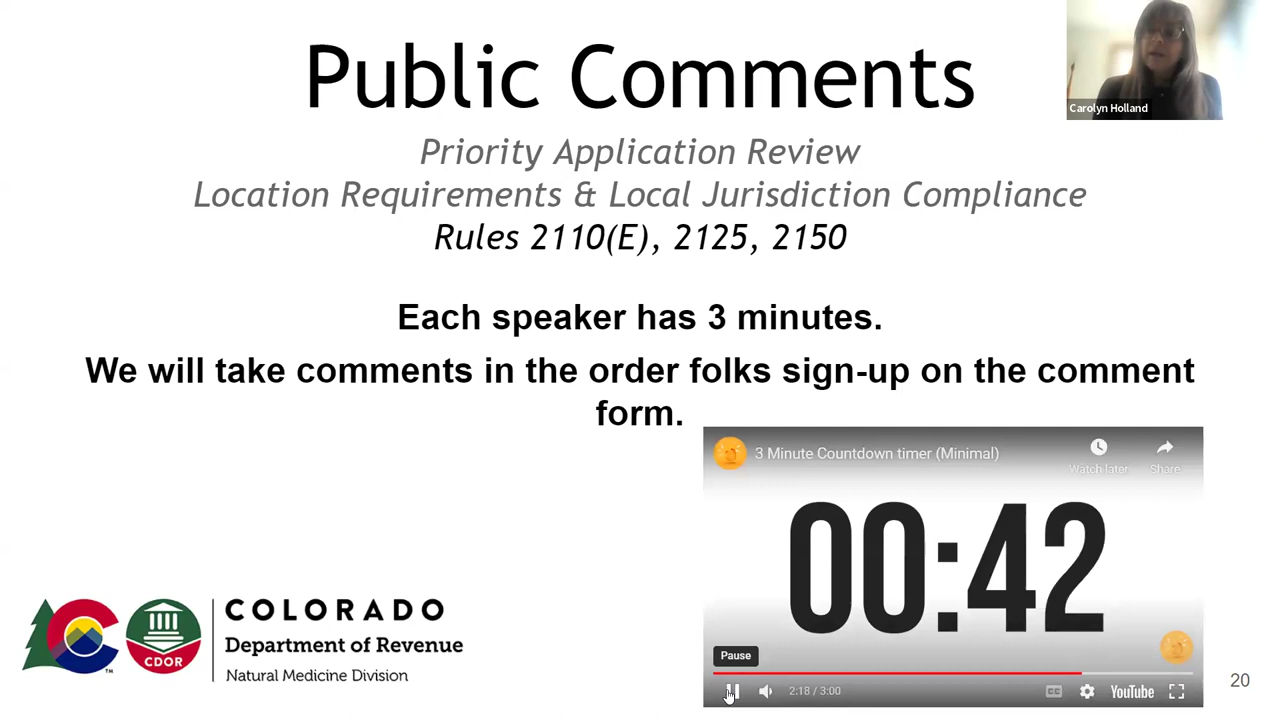 Public Comments
Carolyn Holland
Priority Application Review
Location Requirements & Local Jurisdiction Compliance
Rules 2110(E), 2125, 2150
Each speaker has 3 minutes.
We will take comments in the order folks sign-up on the comment
form.
3 Minute Countdown timer (Minimal)
Watch later
Share
00:42
Pause
2:18 / 3:00
CC
YouTube
C
CDOR
TM
COLORADO
Department of Revenue
Natural Medicine Division
20